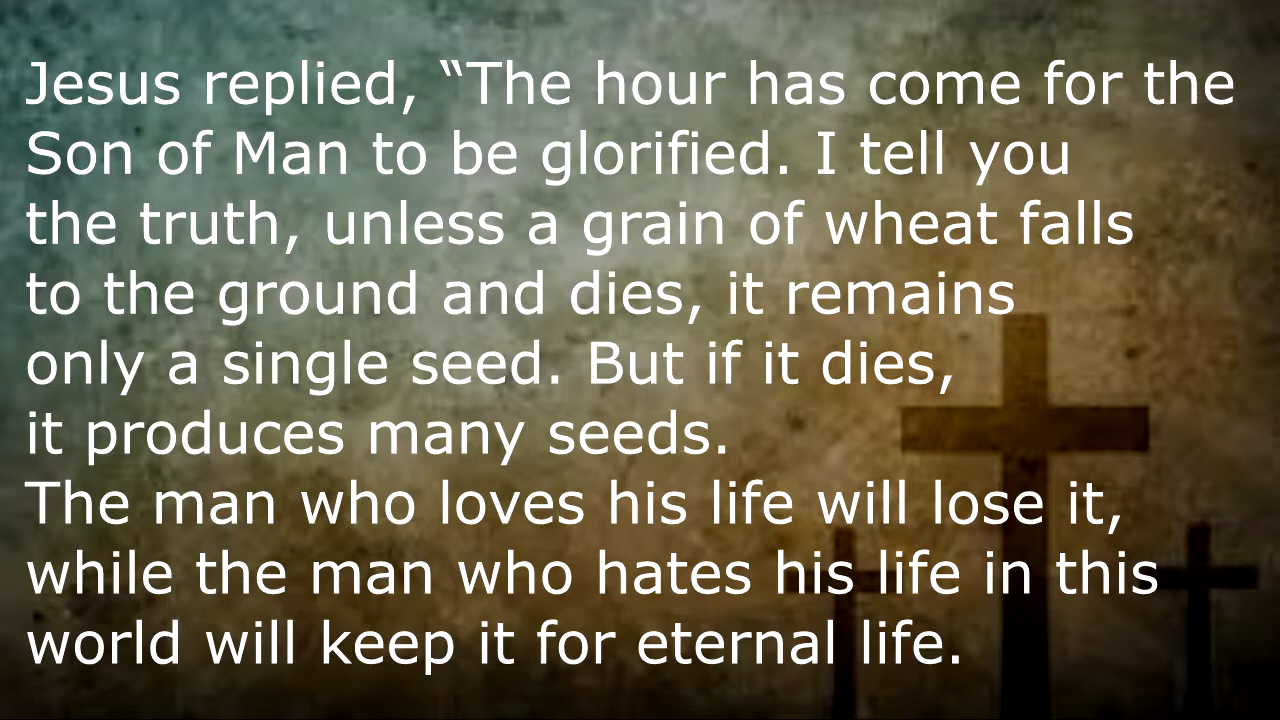 Jesus replied, “The hour has come for the
Son of Man to be glorified. I tell you
the truth, unless a grain of wheat falls
to the ground and dies, it remains
only a single seed. But if it dies,
it produces many seeds.
The man who loves his life will lose it,
while the man who hates his life in this
world will keep it for eternal life.